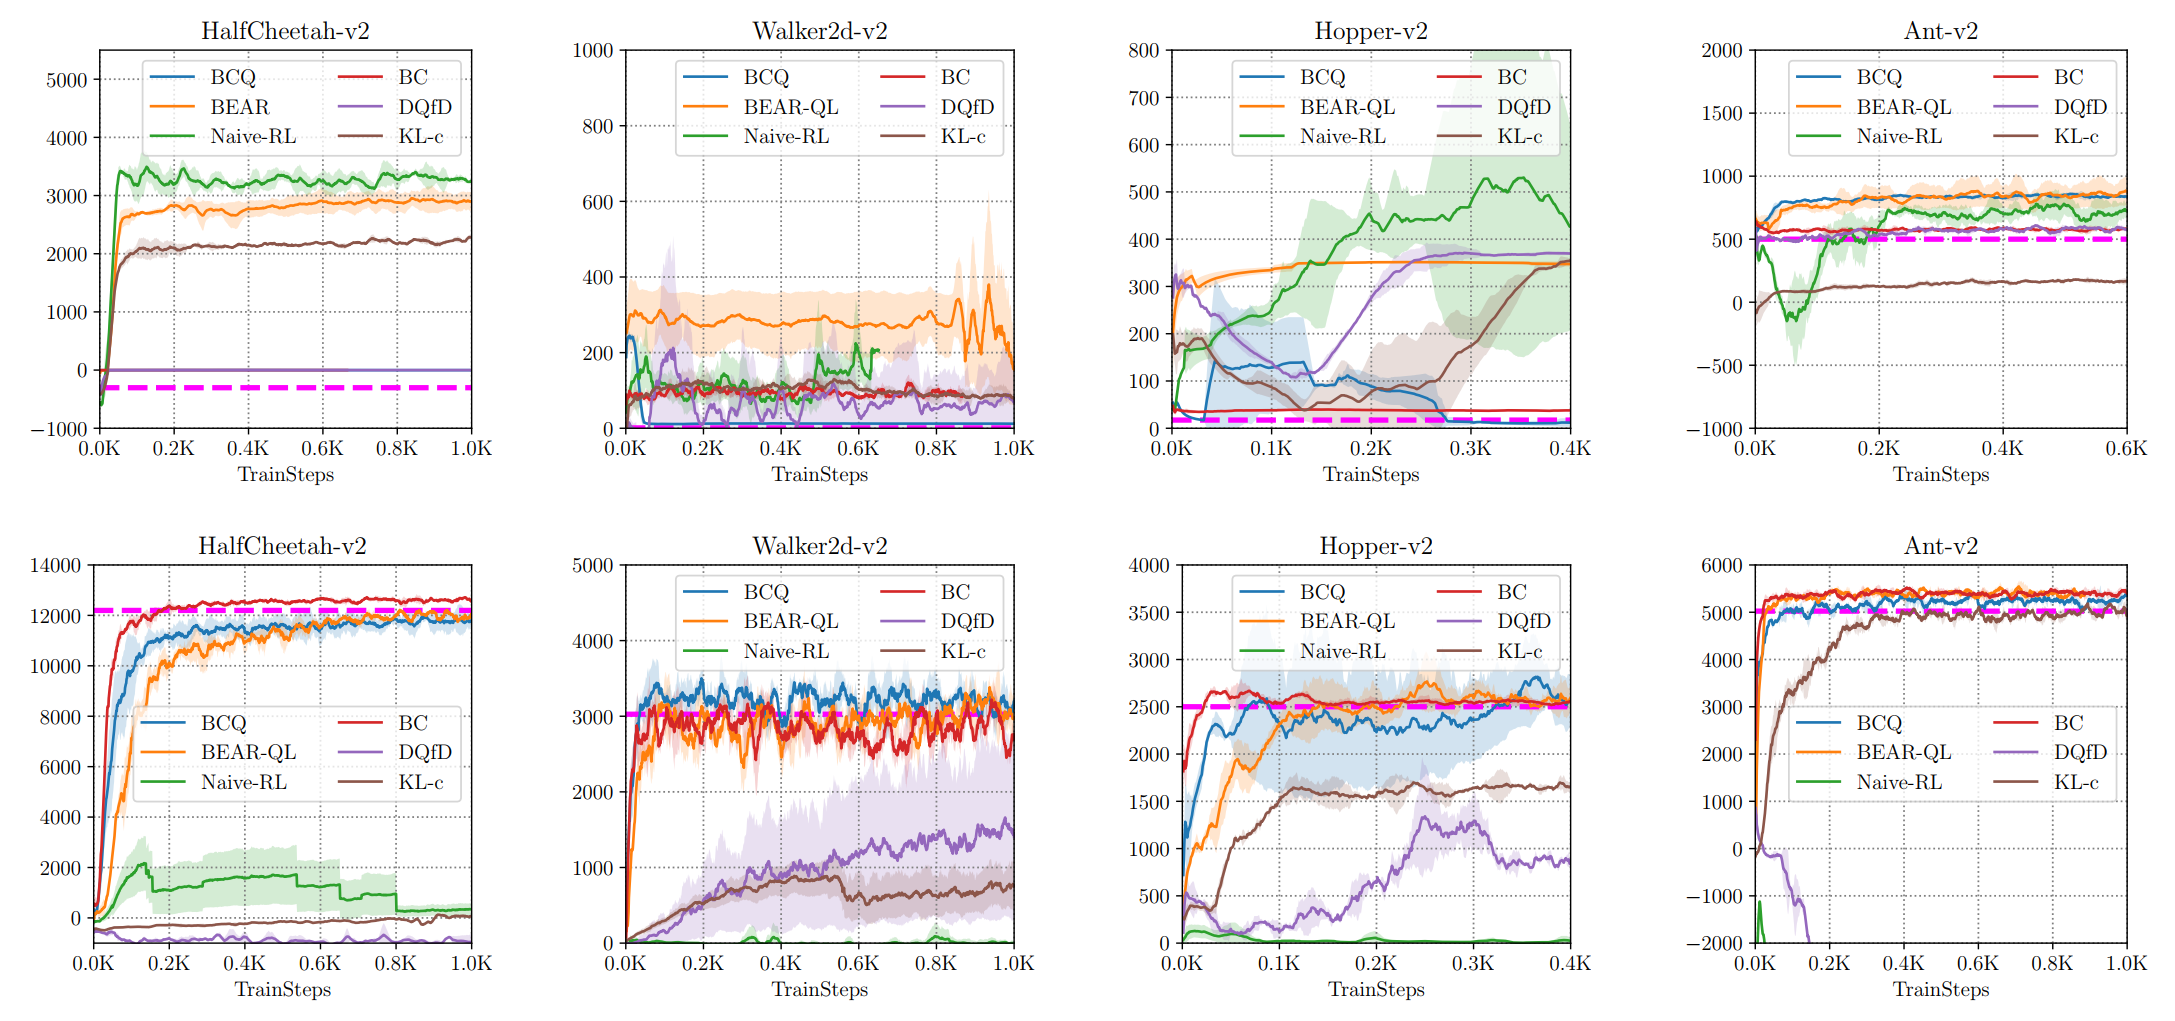 HalfCheetah-v2
5000
4000
3000
2000
1000
0
−1000
BCQ
BEAR
Naive-RL
BC
DQfD
KL-c
0.0K 0.2K 0.4K 0.6K 0.8K 1.0K
TrainSteps
Walker2d-v2
1000
800
600
400
200
0
BCQ
BEAR-QL
Naive-RL
BC
DQfD
KL-c
0.0K 0.2K 0.4K 0.6K 0.8K 1.0K
TrainSteps
Hopper-v2
800
700
600
500
400
300
200
100
0
BCQ
BEAR-QL
Naive-RL
BC
DQfD
KL-c
0.0K 0.1K 0.2K 0.3K 0.4K
TrainSteps
Ant-v2
2000
1500
1000
500
0
−500
−1000
BCQ
BEAR-QL
Naive-RL
BC
DQfD
KL-c
0.0K 0.2K 0.4K 0.6K
TrainSteps
HalfCheetah-v2
14000
12000
10000
8000
6000
4000
2000
0
BCQ
BEAR-QL
Naive-RL
BC
DQfD
KL-c
0.0K 0.2K 0.4K 0.6K 0.8K 1.0K
TrainSteps
Walker2d-v2
5000
4000
3000
2000
1000
0
BCQ
BEAR-QL
Naive-RL
BC
DQfD
KL-c
0.0K 0.2K 0.4K 0.6K 0.8K 1.0K
TrainSteps
Hopper-v2
4000
3500
3000
2500
2000
1500
1000
500
0
BCQ
BEAR-QL
Naive-RL
BC
DQfD
KL-c
0.0K 0.1K 0.2K 0.3K 0.4K
TrainSteps
Ant-v2
6000
5000
4000
3000
2000
1000
0
−1000
−2000
BCQ
BEAR-QL
Naive-RL
BC
DQfD
KL-c
0.0K 0.2K 0.4K 0.6K 0.8K 1.0K
TrainSteps